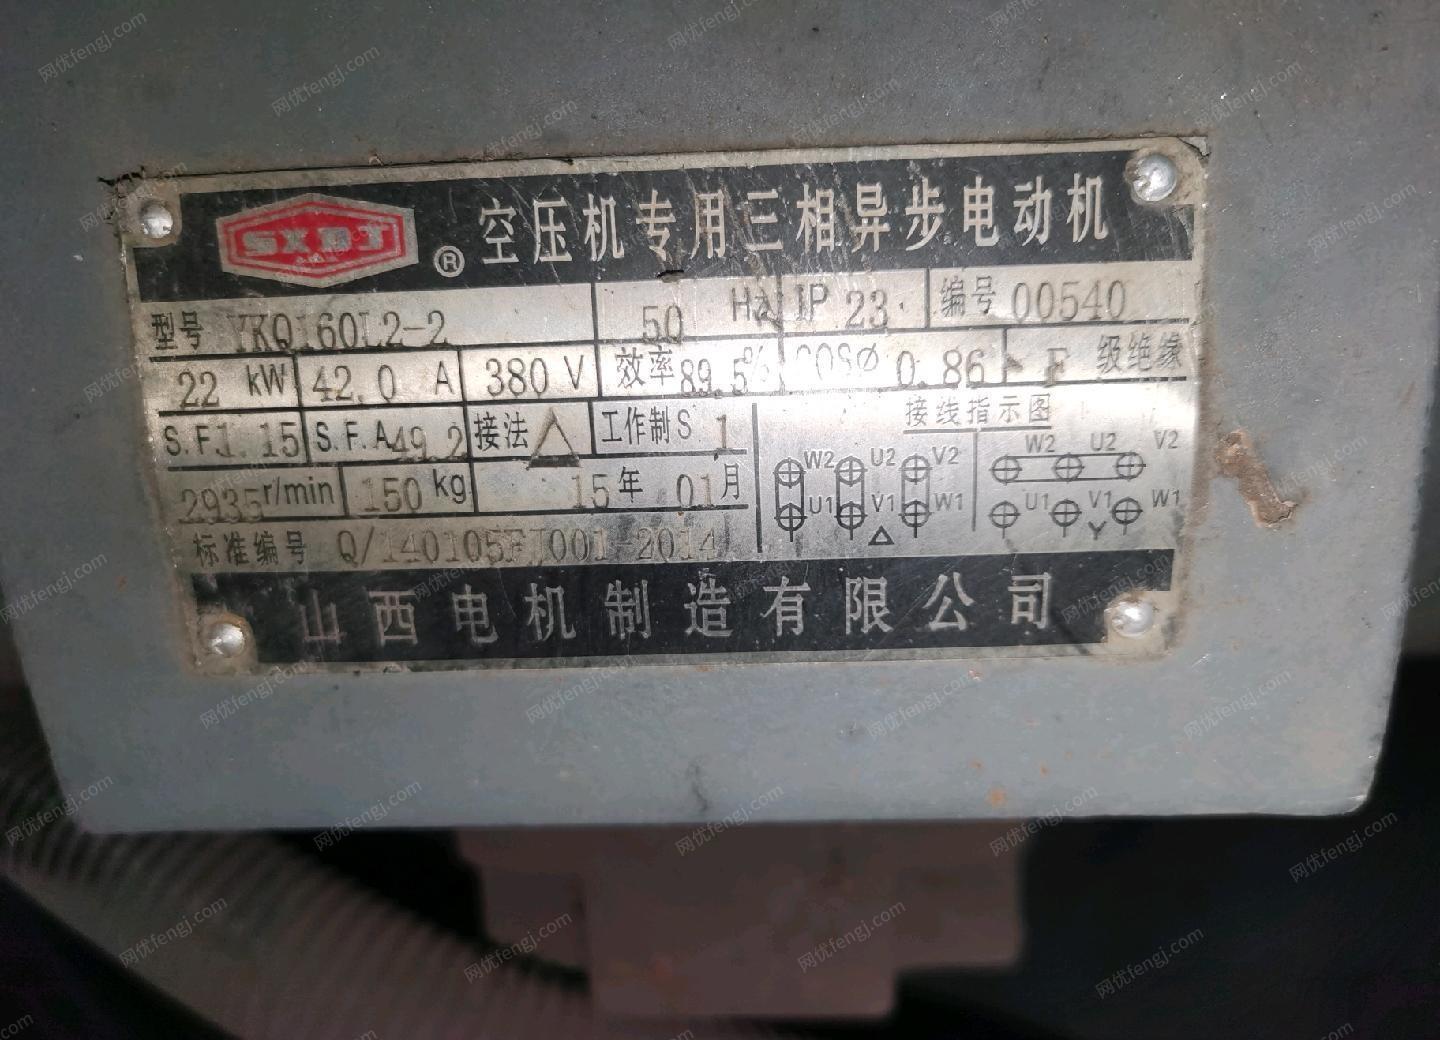 SXDJ ® 空压机专用三相异步电动机
型号 YKQ160L2-2 50 Hz IP 23 编号 00540
22 kW 42.0 A 380 V 效率 89.5% COSØ 0.86 F 级绝缘
S.F 1.15 S.F.A 49.2 接法 △ 工作制 S 1 接线指示图
W2 U2 V2 W2 U2 V2
2935 r/min 150 kg 15 年 01 月
U1 V1 W1 △ U1 V1 W1 Y
标准编号 Q/140105FJ001-2014
山西电机制造有限公司
网优fengj.com